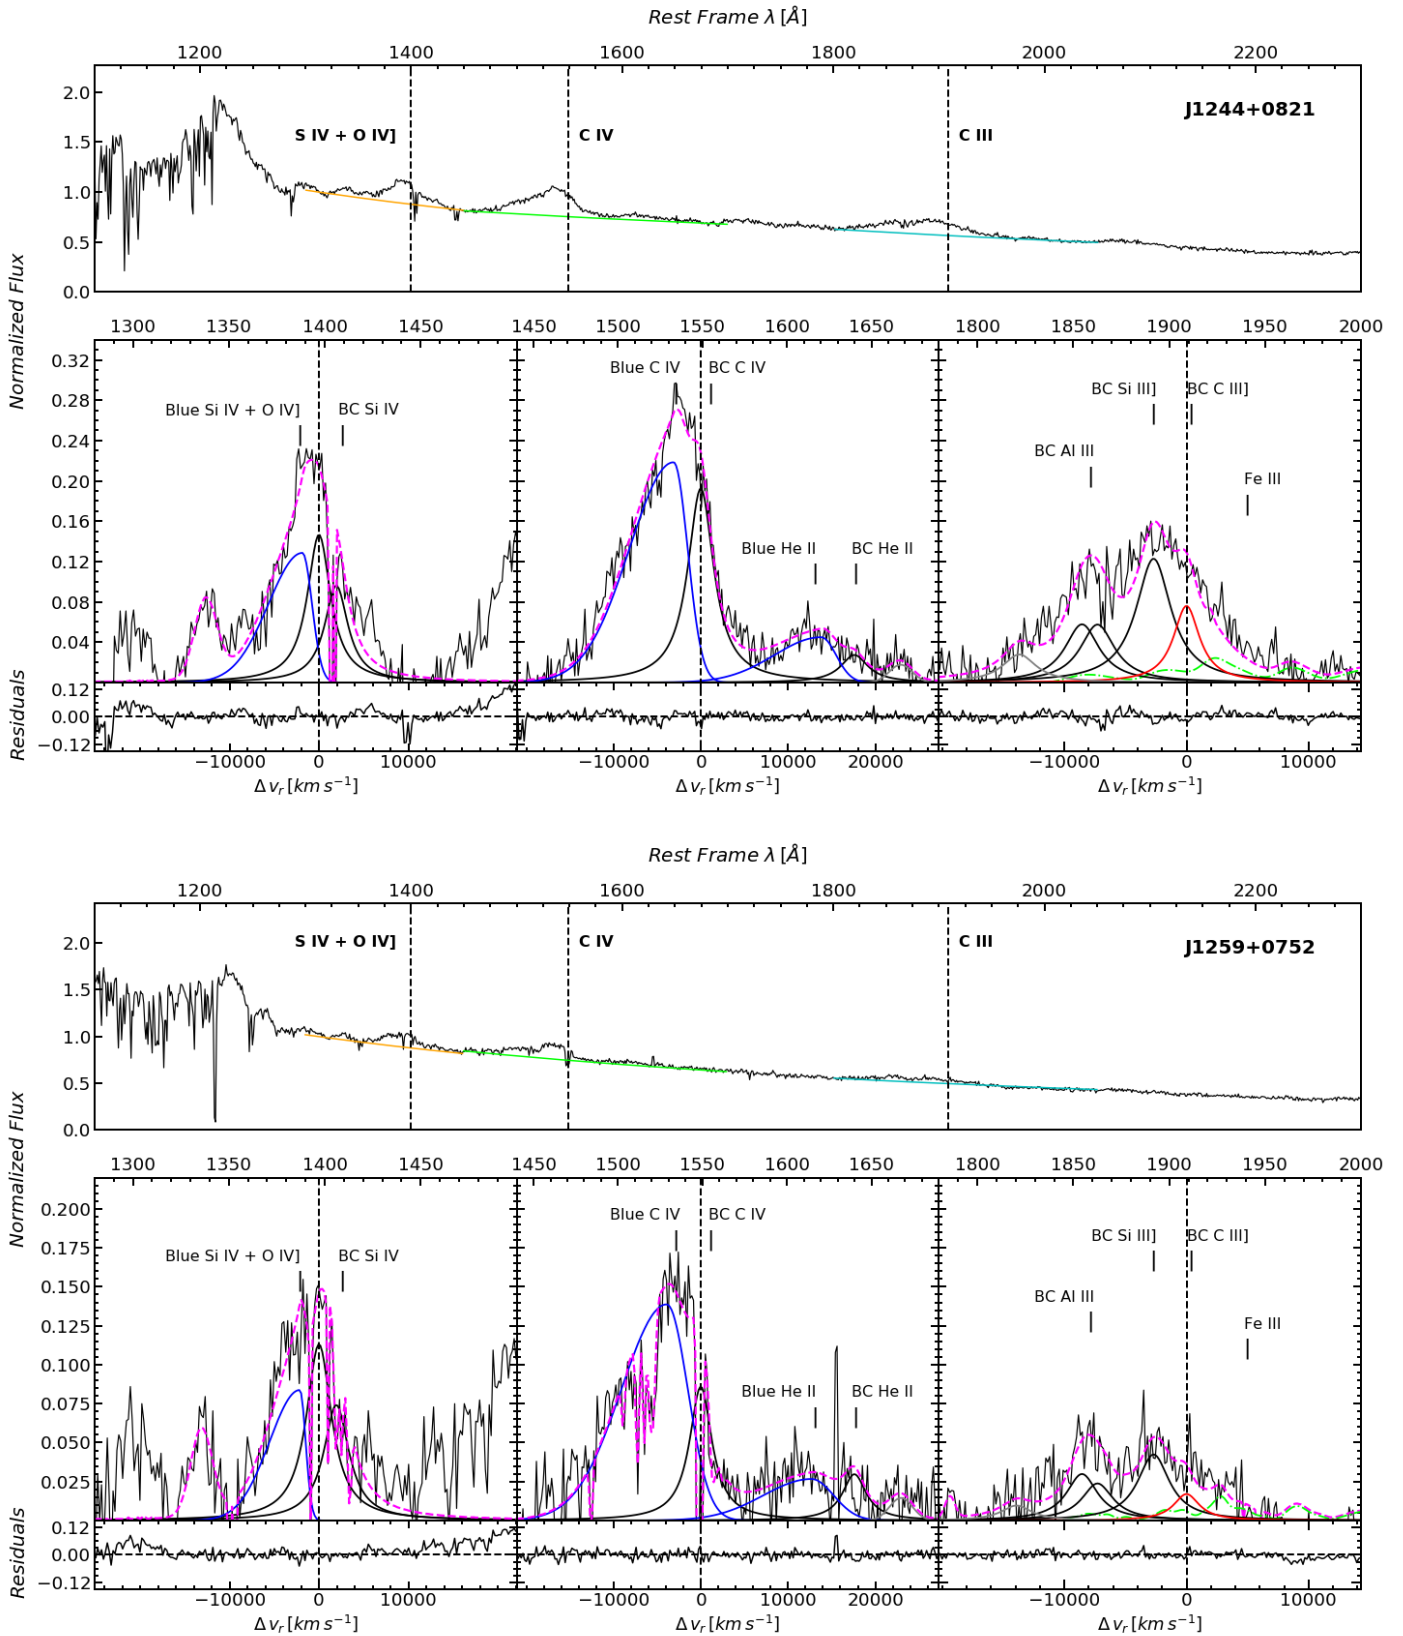 Rest Frame λ [Å]
1200 1400 1600 1800 2000 2200
J1244+0821
S IV + O IV] C IV C III
2.0
1.5
1.0
0.5
0.0
Normalized Flux
1300 1350 1400 1450 1450 1500 1550 1600 1650 1800 1850 1900 1950 2000
0.32
0.28
0.24
0.20
0.16
0.12
0.08
0.04
Blue Si IV + O IV] BC Si IV
Blue C IV BC C IV
Blue He II BC He II
BC Si III] BC C III]
BC Al III
Fe III
Residuals
0.12
0.00
−0.12
−10000 0 10000 −10000 0 10000 20000 −10000 0 10000
Δ vr [km s−1] Δ vr [km s−1] Δ vr [km s−1]
Rest Frame λ [Å]
1200 1400 1600 1800 2000 2200
J1259+0752
S IV + O IV] C IV C III
2.0
1.5
1.0
0.5
0.0
Normalized Flux
1300 1350 1400 1450 1450 1500 1550 1600 1650 1800 1850 1900 1950 2000
0.200
0.175
0.150
0.125
0.100
0.075
0.050
0.025
Blue Si IV + O IV] BC Si IV
Blue C IV BC C IV
Blue He II BC He II
BC Si III] BC C III]
BC Al III
Fe III
Residuals
0.12
0.00
−0.12
−10000 0 10000 −10000 0 10000 20000 −10000 0 10000
Δ vr [km s−1] Δ vr [km s−1] Δ vr [km s−1]